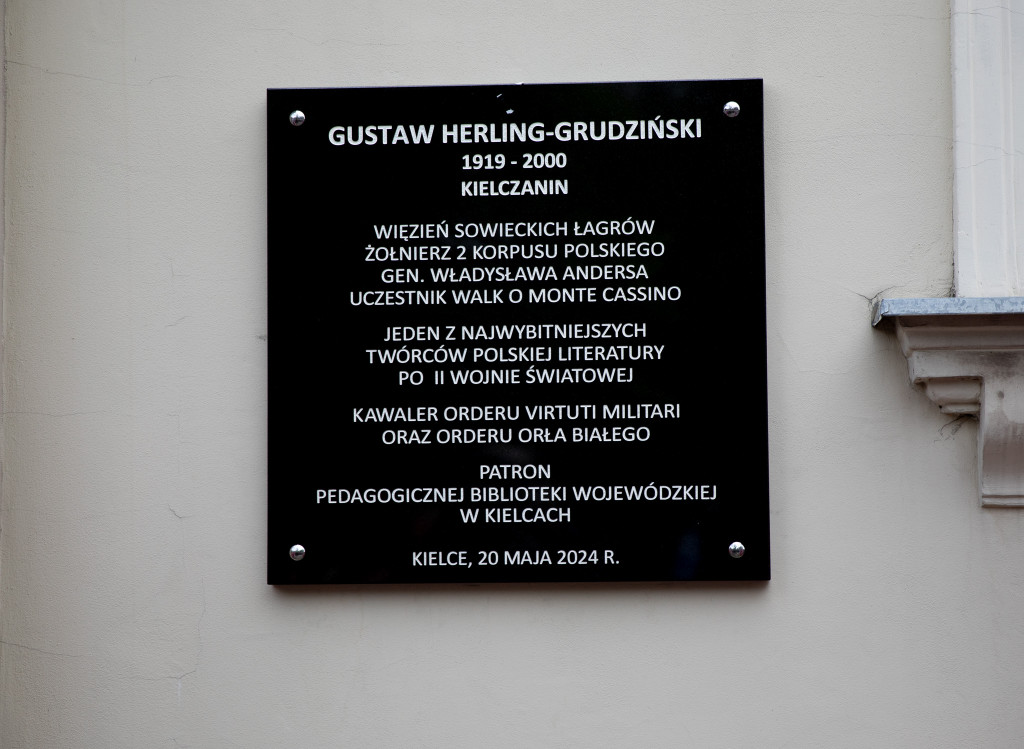 GUSTAW HERLING-GRUDZIŃSKI
1919 - 2000
KIELCZANIN
WIĘZIEŃ SOWIECKICH ŁAGRÓW
ŻOŁNIERZ 2 KORPUSU POLSKIEGO
GEN. WŁADYSŁAWA ANDERSA
UCZESTNIK WALK O MONTE CASSINO
JEDEN Z NAJWYBITNIEJSZYCH
TWÓRCÓW POLSKIEJ LITERATURY
PO II WOJNIE ŚWIATOWEJ
KAWALER ORDERU VIRTUTI MILITARI
ORAZ ORDERU ORŁA BIAŁEGO
PATRON
PEDAGOGICZNEJ BIBLIOTEKI WOJEWÓDZKIEJ
W KIELCACH
KIELCE, 20 MAJA 2024 R.